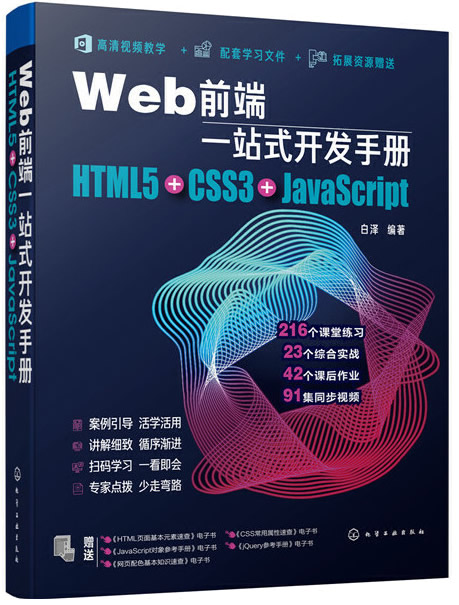 高清视频教学 + 配套学习文件 + 拓展资源赠送
Web前端
一站式开发手册
HTML5+CSS3+JavaScript
白泽 编著
216个课堂练习
23个综合实战
42个课后作业
91集同步视频
案例引导 活学活用
讲解细致 循序渐进
扫码学习 一看即会
专家点拨 少走弯路
赠送
《HTML页面基本元素速查》电子书
《CSS常用属性速查》电子书
《JavaScript对象参考手册》电子书
《jQuery参考手册》电子书
《网页配色基本知识速查》电子书
化学工业出版社
Web前端一站式开发手册
HTML5+CSS3+JavaScript